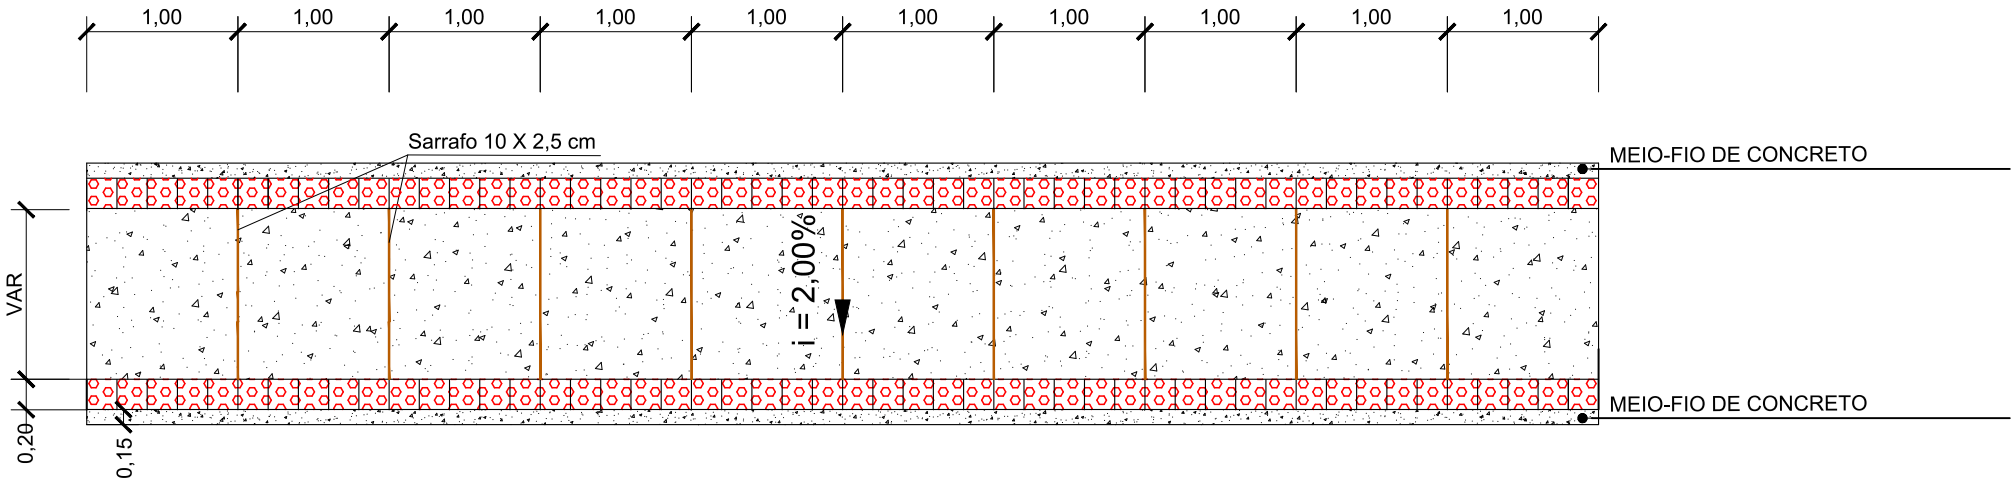 1,00 1,00 1,00 1,00 1,00 1,00 1,00 1,00 1,00 1,00
Sarrafo 10 X 2,5 cm
MEIO-FIO DE CONCRETO
VAR
i = 2,00%
MEIO-FIO DE CONCRETO
0,20
0,15